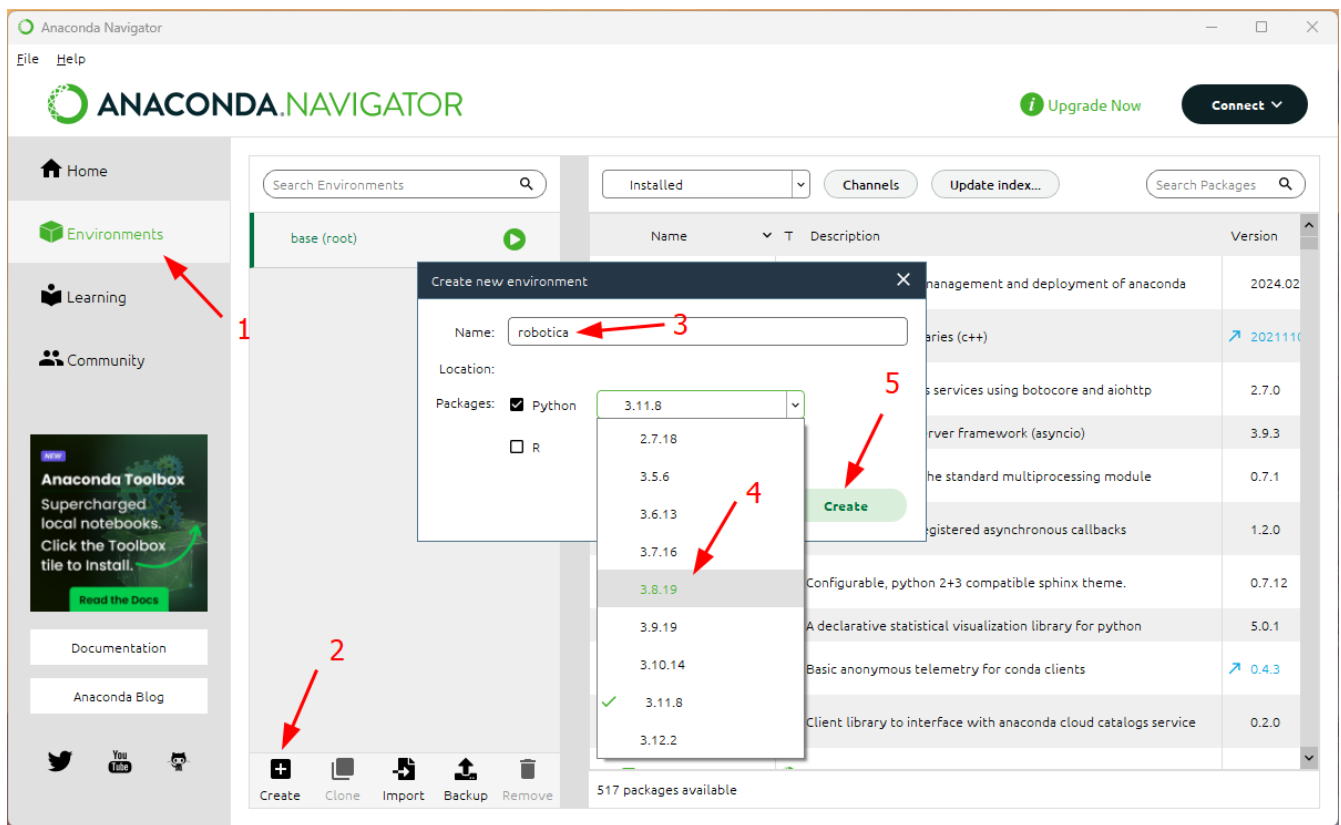 Anaconda Navigator
File Help
ANACONDA.NAVIGATOR
i Upgrade Now
Connect
Home
Environments
Learning
Community
1
NEW
Anaconda Toolbox
Supercharged
local notebooks.
Click the Toolbox
tile to Install.
Read the Docs
Documentation
Anaconda Blog
You
Tube
Search Environments
base (root)
2
Create Clone Import Backup Remove
Installed
Channels
Update index...
Search Packages
Name T Description Version
Create new environment
Name: robotica
3
Location:
Packages: Python 3.11.8
R
5
Create
2.7.18
3.5.6
3.6.13
3.7.16
3.8.19
3.9.19
3.10.14
3.11.8
3.12.2
4
management and deployment of anaconda 2024.02
aries (c++) 2021110
s services using botocore and aiohttp 2.7.0
rver framework (asyncio) 3.9.3
he standard multiprocessing module 0.7.1
egistered asynchronous callbacks 1.2.0
Configurable, python 2+3 compatible sphinx theme. 0.7.12
A declarative statistical visualization library for python 5.0.1
Basic anonymous telemetry for conda clients 0.4.3
Client library to interface with anaconda cloud catalogs service 0.2.0
517 packages available